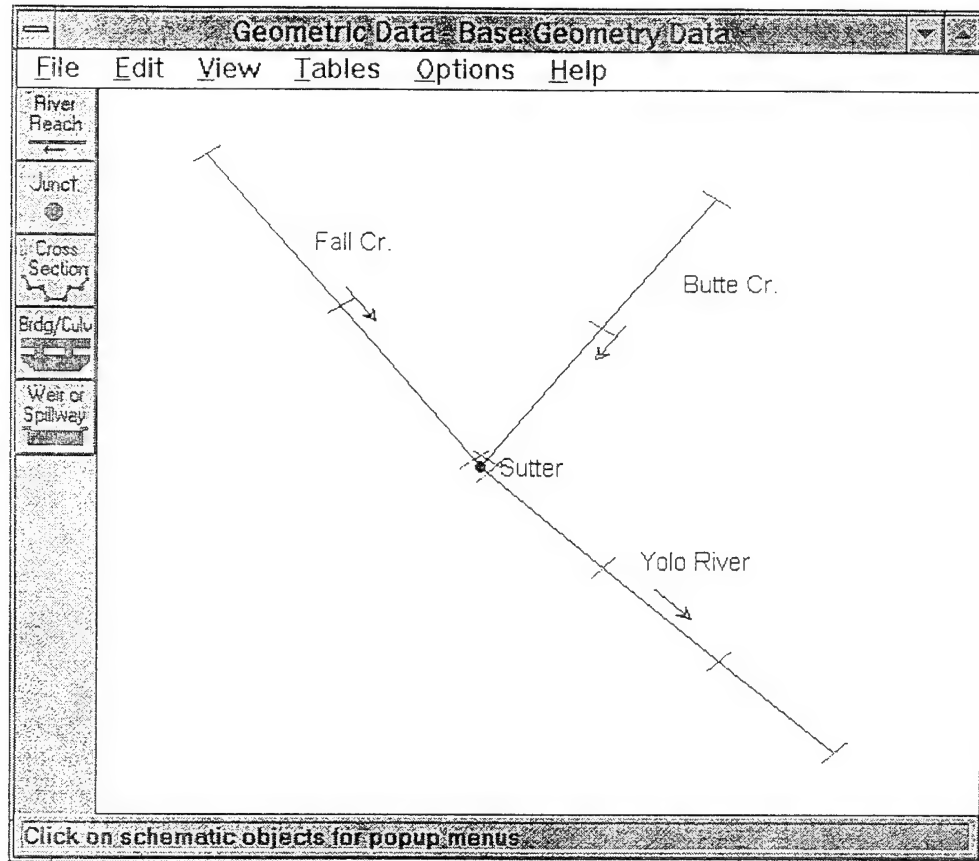 Geometric Data - Base Geometry Data
File Edit View Tables Options Help
River
Reach
Junct.
Cross
Section
Brdg/Culv
Weir or
Spillway
Fall Cr.
Butte Cr.
Sutter
Yolo River
Click on schematic objects for popup menus